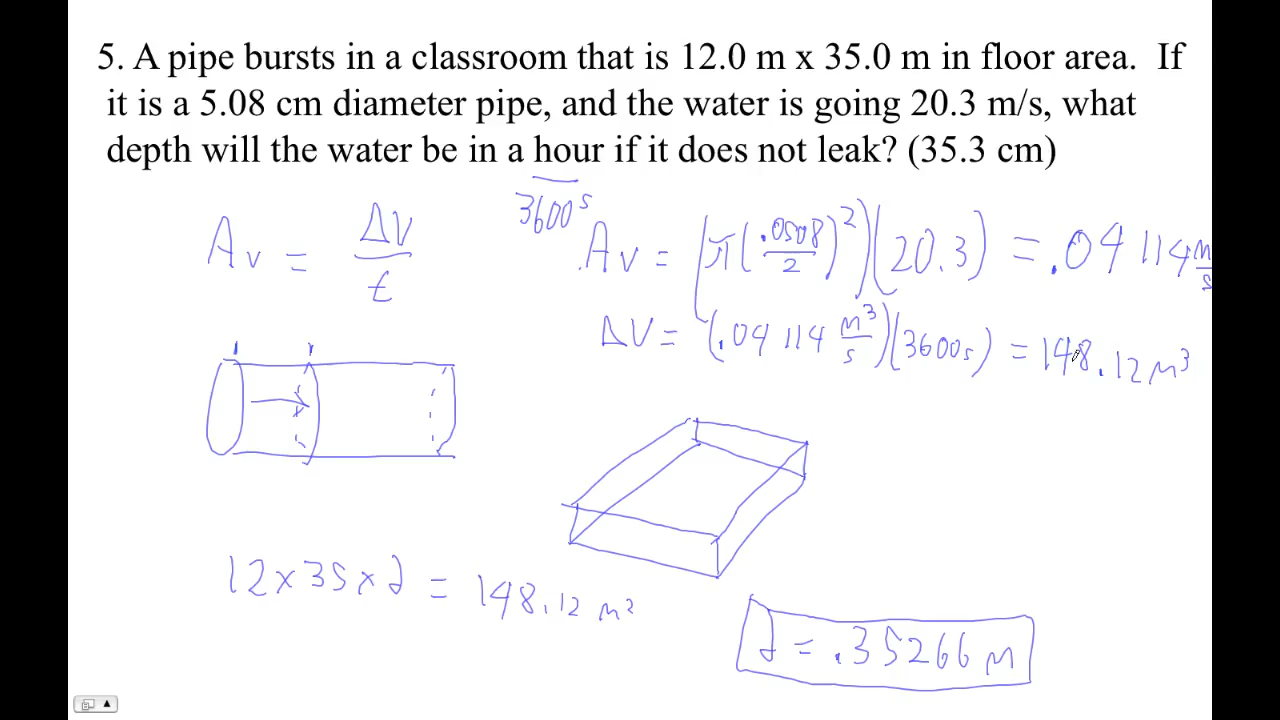 5. A pipe bursts in a classroom that is 12.0 m x 35.0 m in floor area. If
it is a 5.08 cm diameter pipe, and the water is going 20.3 m/s, what
depth will the water be in a hour if it does not leak? (35.3 cm)
3600 s
Av = ΔV/t
Av = (π(.0508/2)²)(20.3) = .04114 m/s
ΔV = (.04114 m³/s)(3600s) = 148.12 m³
12 x 35 x d = 148.12 m²
d = .35266 m